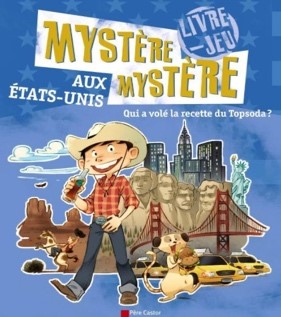 LIVRE
-JEU
MYSTÈRE
AUX
ÉTATS-UNIS
MYSTÈRE
Qui a volé la recette du Topsoda ?
Père Castor